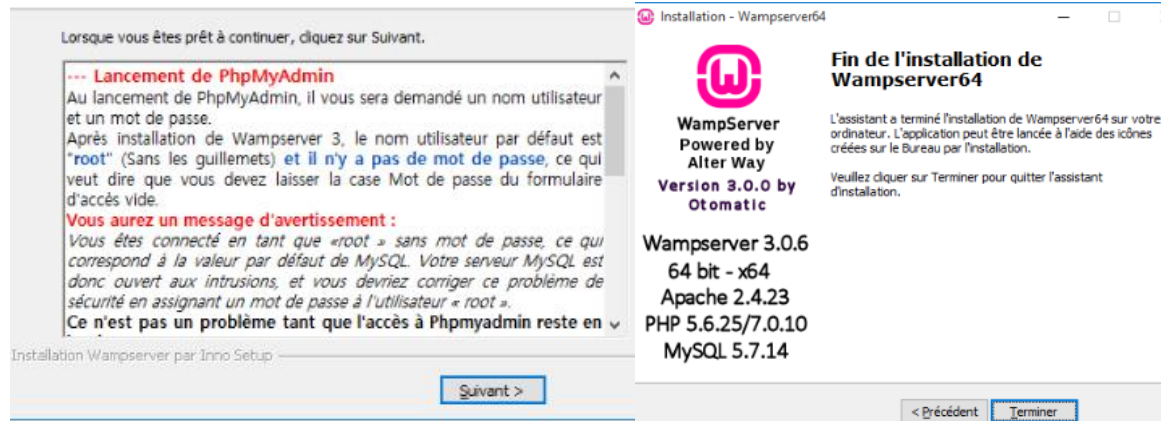 Lorsque vous êtes prêt à continuer, cliquez sur Suivant.
--- Lancement de PhpMyAdmin
Au lancement de PhpMyAdmin, il vous sera demandé un nom utilisateur
et un mot de passe.
Après installation de Wampserver 3, le nom utilisateur par défaut est
"root" (Sans les guillemets) et il n'y a pas de mot de passe, ce qui
veut dire que vous devez laisser la case Mot de passe du formulaire
d'accès vide.
Vous aurez un message d'avertissement :
Vous êtes connecté en tant que «root » sans mot de passe, ce qui
correspond à la valeur par défaut de MySQL. Votre serveur MySQL est
donc ouvert aux intrusions, et vous devriez corriger ce problème de
sécurité en assignant un mot de passe à l'utilisateur « root ».
Ce n'est pas un problème tant que l'accès à Phpmyadmin reste en
Installation Wampserver par Inno Setup
Suivant >
Installation - Wampserver64
WampServer
Powered by
Alter Way
Version 3.0.0 by
Otomatic
Wampserver 3.0.6
64 bit - x64
Apache 2.4.23
PHP 5.6.25/7.0.10
MySQL 5.7.14
Fin de l'installation de
Wampserver64
L'assistant a terminé l'installation de Wampserver64 sur votre
ordinateur. L'application peut être lancée à l'aide des icônes
créées sur le Bureau par l'installation.
Veuillez cliquer sur Terminer pour quitter l'assistant
d'installation.
< Précédent
Terminer